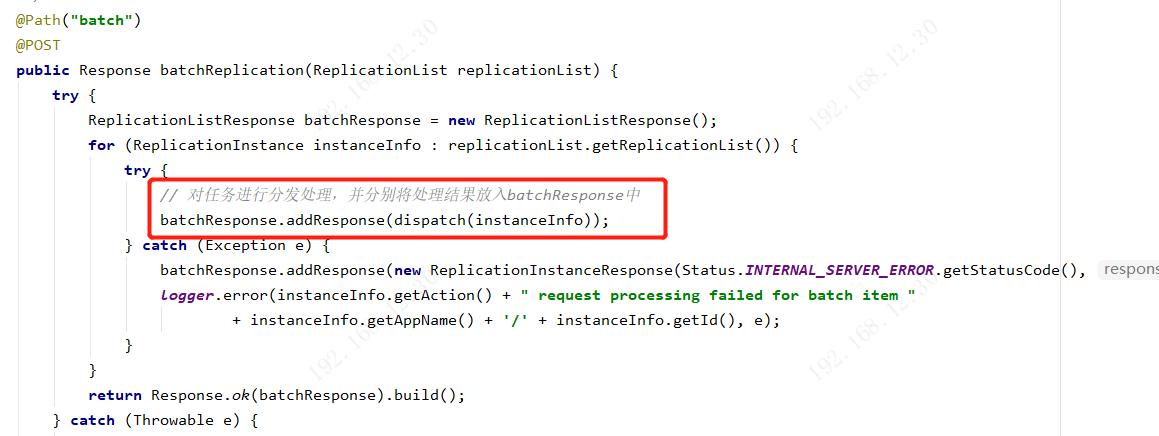 @Path("batch")
@POST
public Response batchReplication(ReplicationList replicationList) {
try {
ReplicationListResponse batchResponse = new ReplicationListResponse();
for (ReplicationInstance instanceInfo : replicationList.getReplicationList()) {
try {
// 对任务进行分发处理，并分别将处理结果放入batchResponse中
batchResponse.addResponse(dispatch(instanceInfo));
} catch (Exception e) {
batchResponse.addResponse(new ReplicationInstanceResponse(Status.INTERNAL_SERVER_ERROR.getStatusCode(), respons
logger.error(instanceInfo.getAction() + " request processing failed for batch item "
+ instanceInfo.getAppName() + '/' + instanceInfo.getId(), e);
}
}
return Response.ok(batchResponse).build();
} catch (Throwable e) {
192.168.12.30
192.168.12.30
192.168.12.30
192.168.12.30